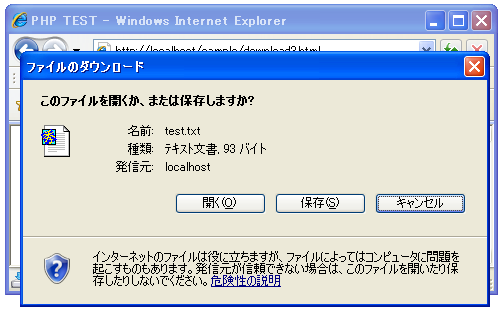 PHP TEST - Windows Internet Explorer
http://localhost/sample/download3.html
ファイルのダウンロード
このファイルを開くか、または保存しますか?
名前: test.txt
種類: テキスト文書, 93 バイト
発信元: localhost
開く(O) 保存(S) キャンセル
インターネットのファイルは役に立ちますが、ファイルによってはコンピュータに問題を
起こすものもあります。発信元が信頼できない場合は、このファイルを開いたり保
存したりしないでください。危険性の説明